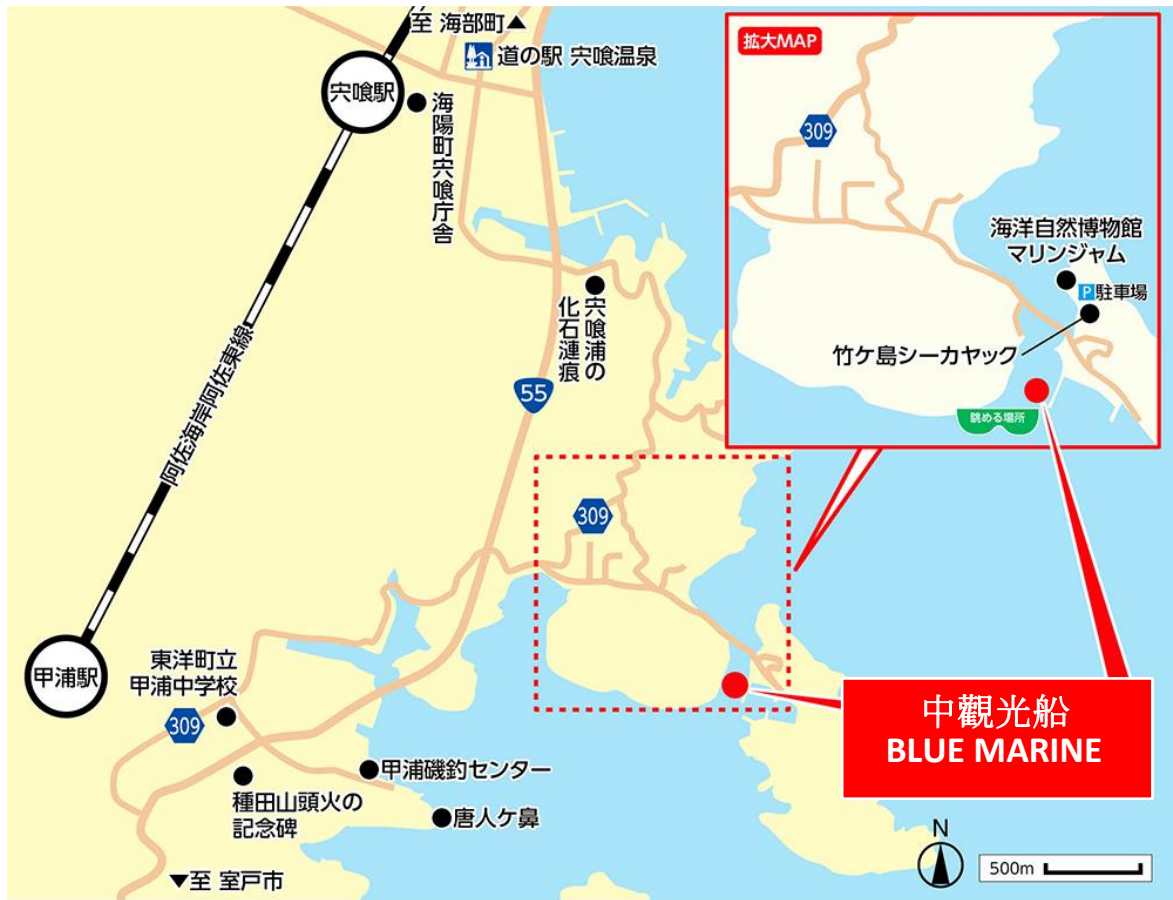 至 海部町▲
道の駅 宍喰温泉
宍喰駅
海陽町宍喰庁舎
阿佐海岸阿佐東線
宍喰浦の
化石漣痕
55
309
甲浦駅
東洋町立
甲浦中学校
309
甲浦磯釣センター
種田山頭火の
記念碑
唐人ケ鼻
▼至 室戸市
拡大MAP
309
海洋自然博物館
マリンジャム
P駐車場
竹ケ島シーカヤック
眺める場所
中觀光船
BLUE MARINE
N
500m